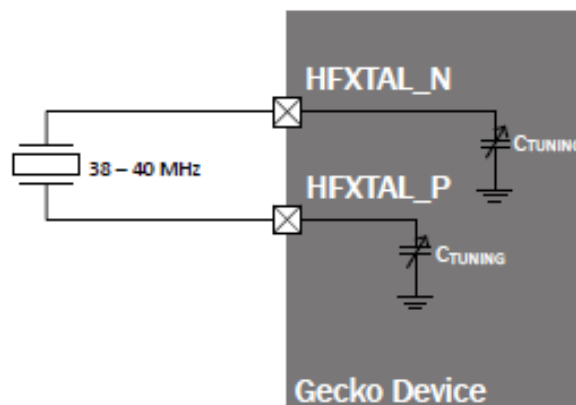 HFXTAL_N
CTUNING
38 – 40 MHz
HFXTAL_P
CTUNING
Gecko Device